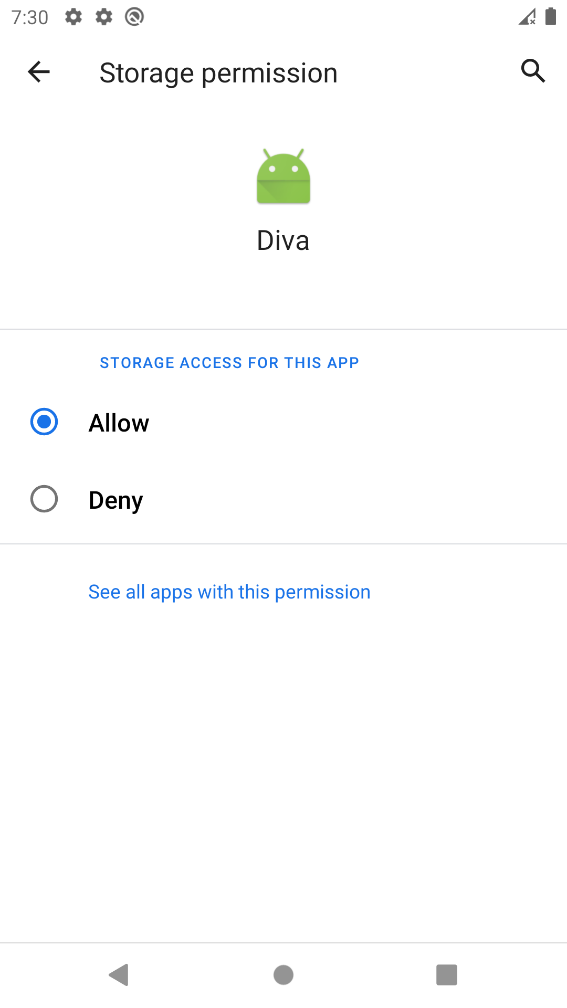 7:30
Storage permission
Diva
STORAGE ACCESS FOR THIS APP
Allow
Deny
See all apps with this permission